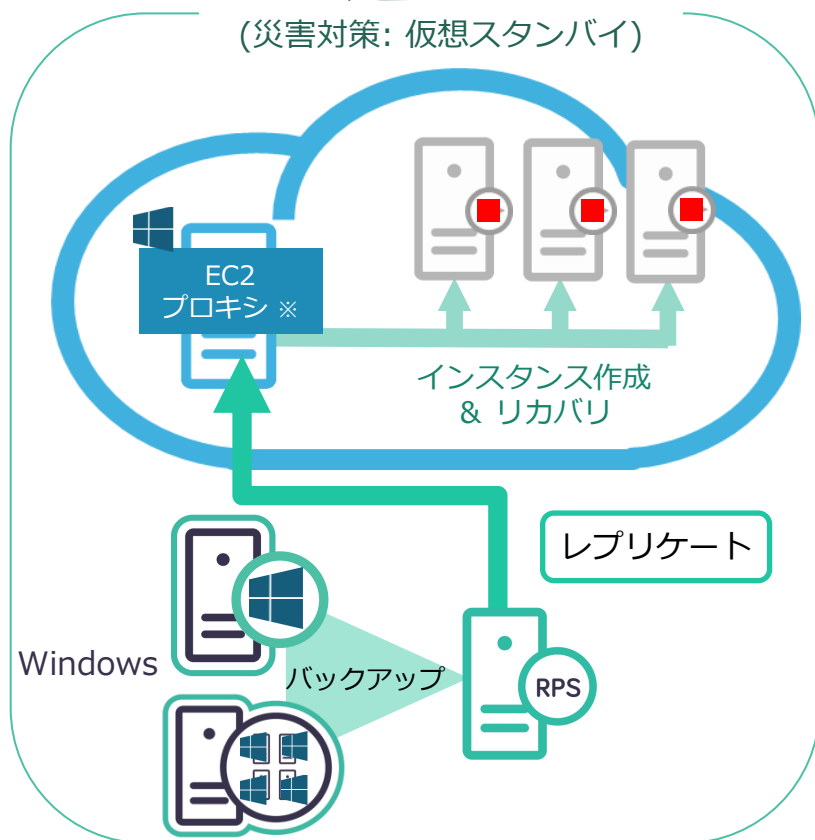 (災害対策: 仮想スタンバイ)
EC2
プロキシ ※
インスタンス作成
& リカバリ
レプリケート
Windows
バックアップ
RPS